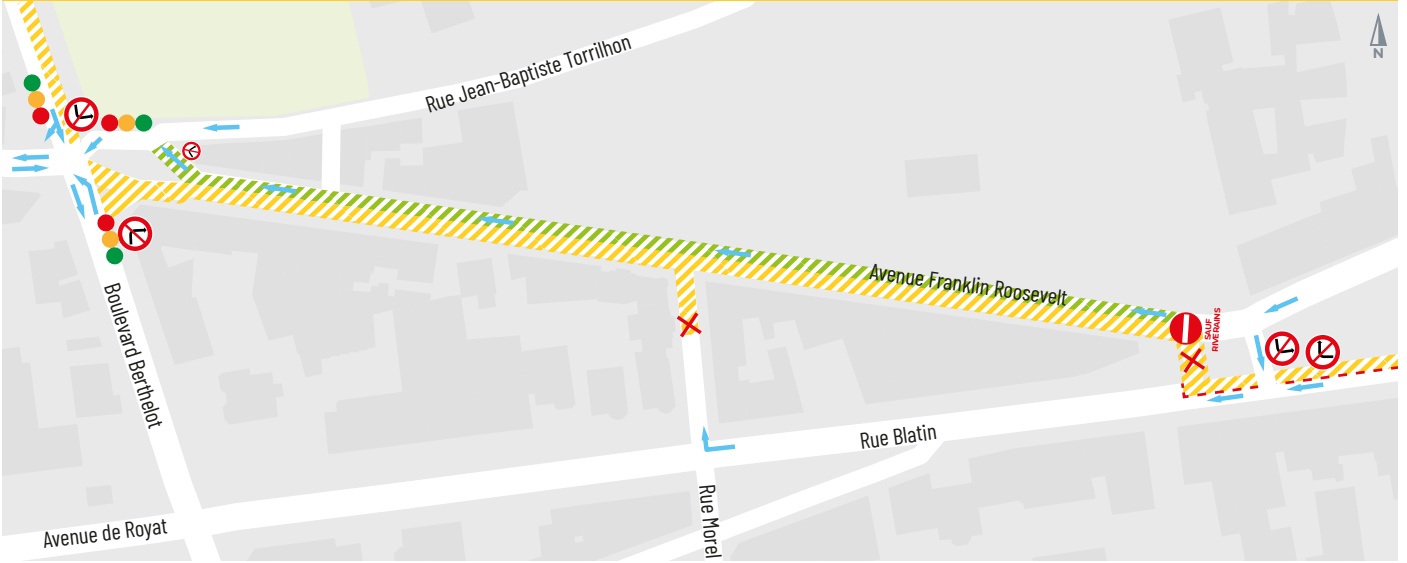 N
Rue Jean-Baptiste Torrilhon
Avenue Franklin Roosevelt
SAUF
RIVERAINS
Boulevard Berthelot
Rue Blatin
Rue Morel
Avenue de Royat